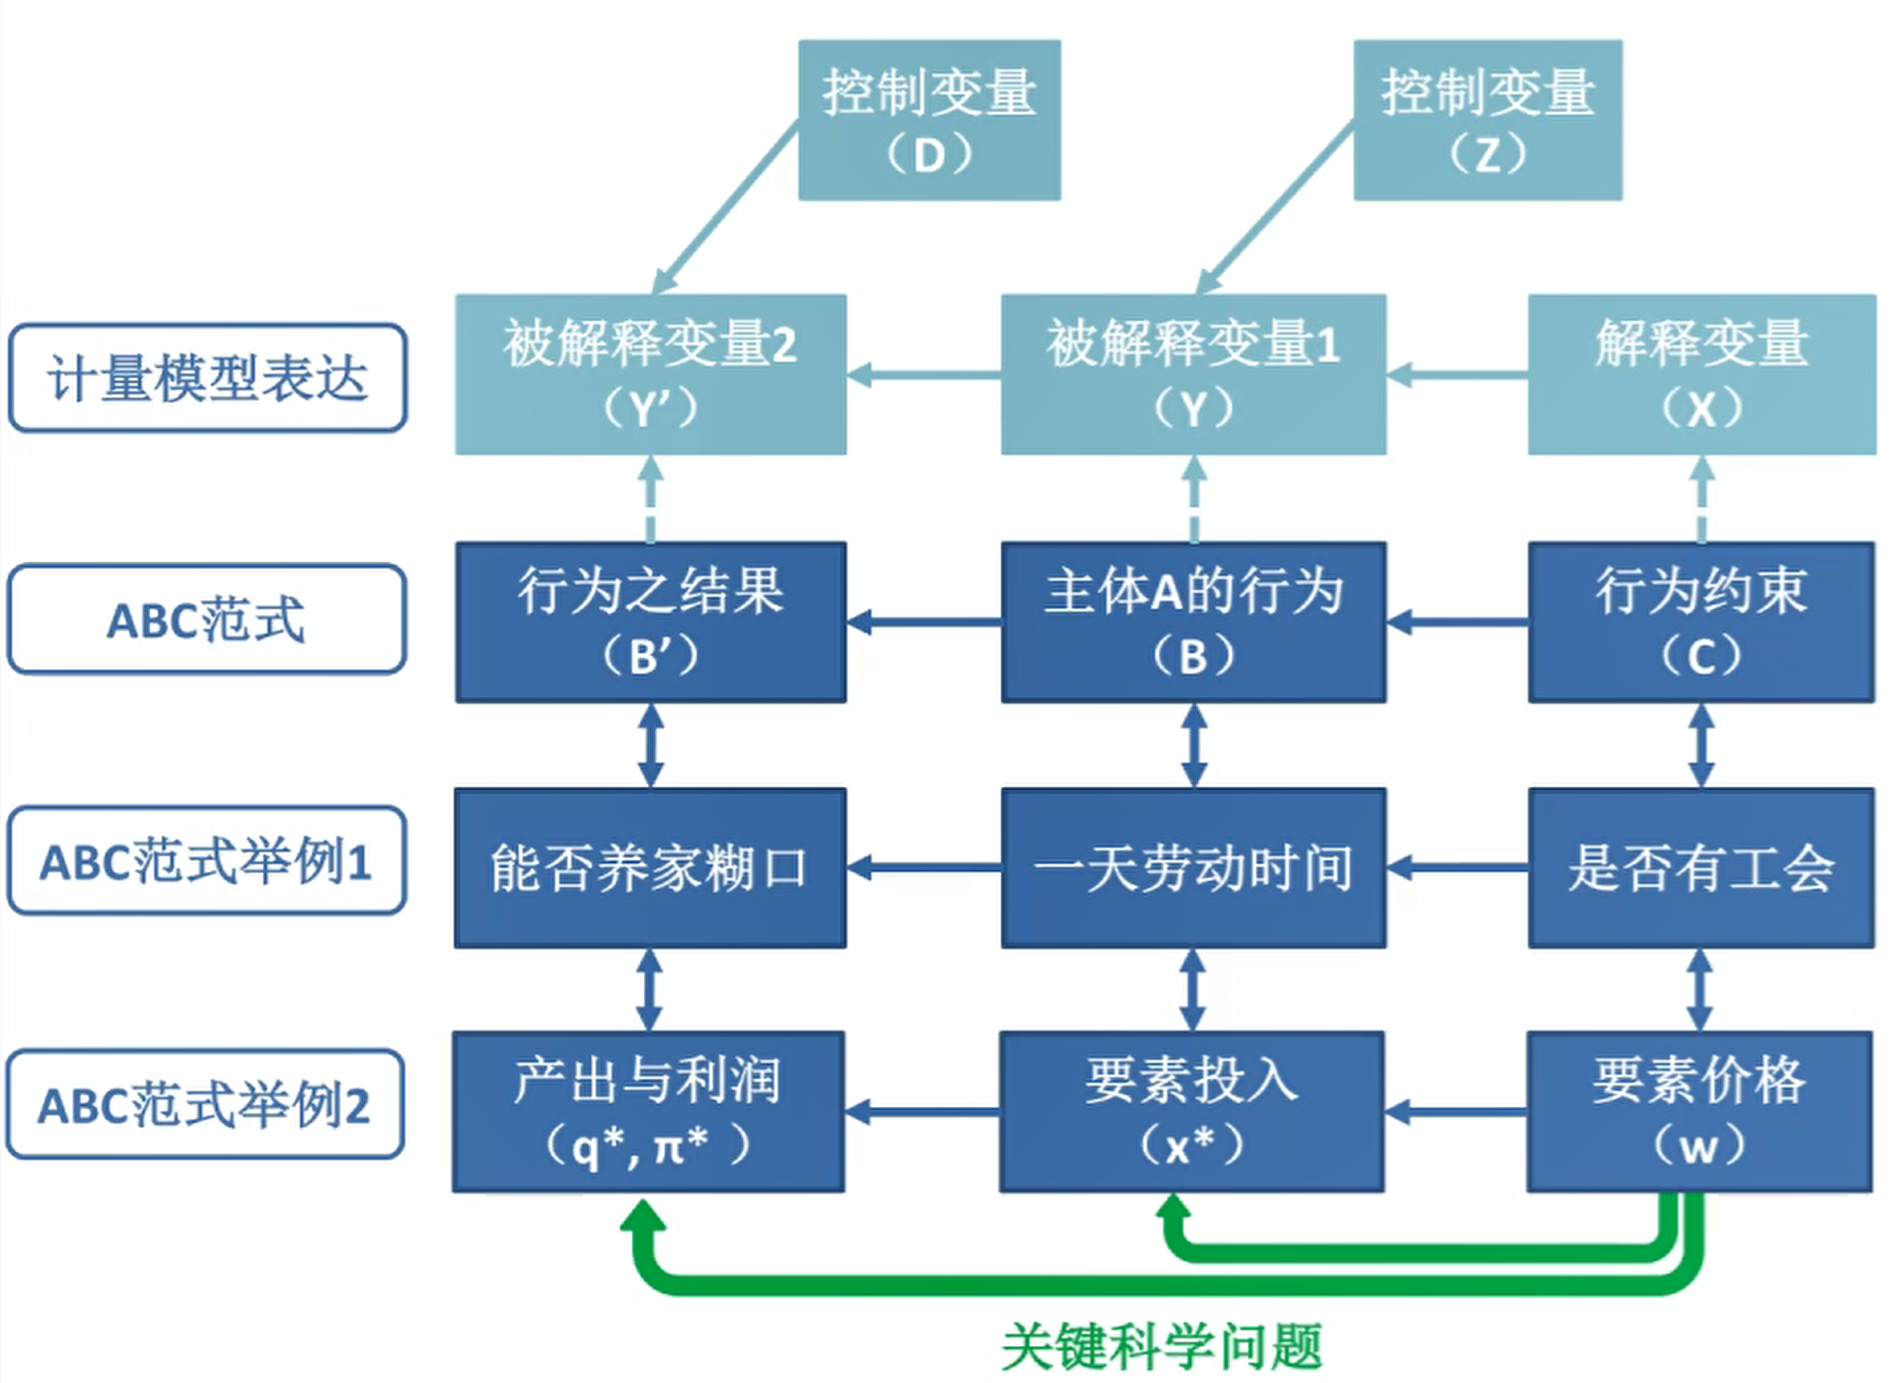 控制变量
（D）
控制变量
（Z）
计量模型表达
被解释变量2
（Y’）
被解释变量1
（Y）
解释变量
（X）
ABC范式
行为之结果
（B’）
主体A的行为
（B）
行为约束
（C）
ABC范式举例1
能否养家糊口
一天劳动时间
是否有工会
ABC范式举例2
产出与利润
（q*, π* ）
要素投入
（x*）
要素价格
（w）
关键科学问题